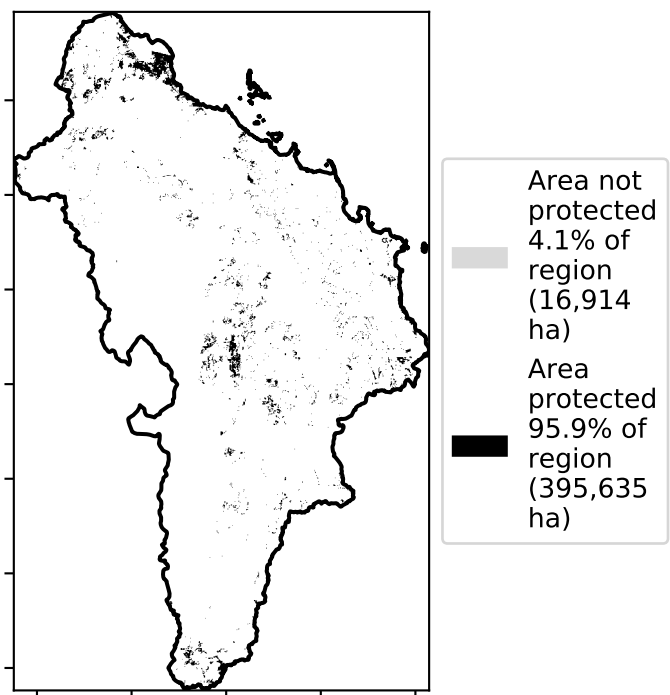 Area not
protected
4.1% of
region
(16,914
ha)
Area
protected
95.9% of
region
(395,635
ha)